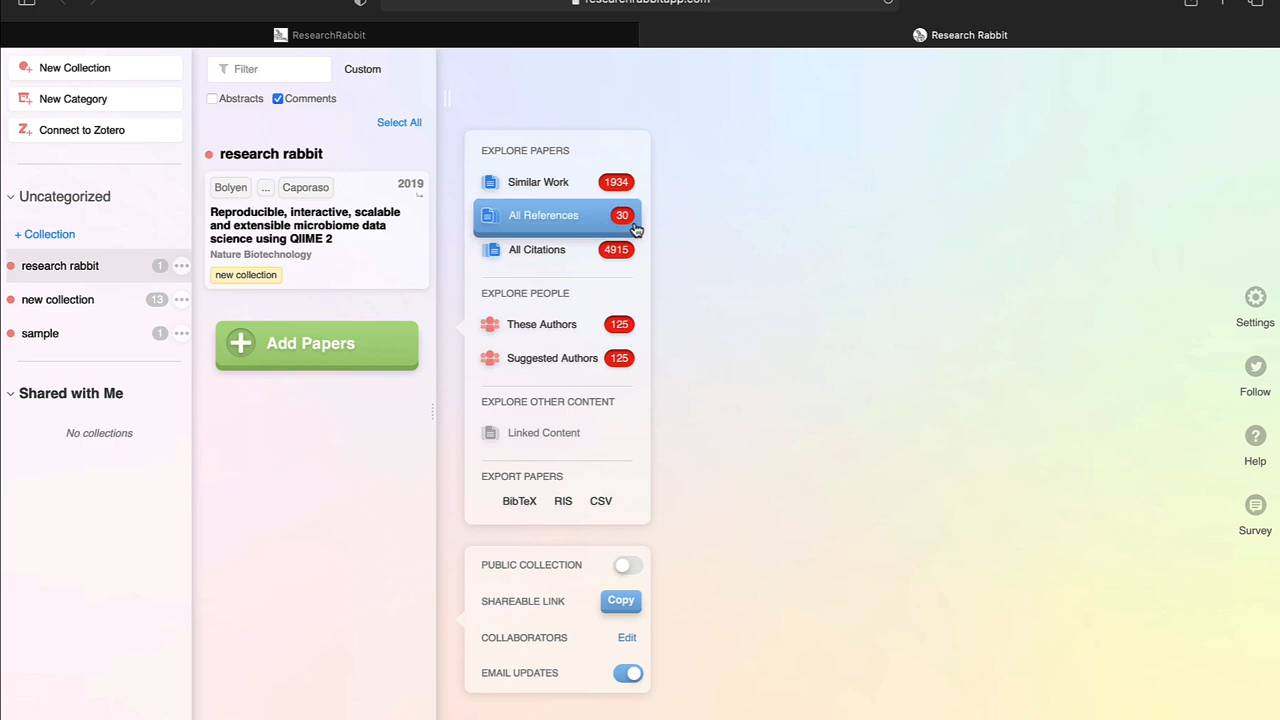 researchrabbitapp.com
ResearchRabbit
Research Rabbit
New Collection
New Category
Connect to Zotero
Uncategorized
+ Collection
research rabbit 1
new collection 13
sample 1
Shared with Me
No collections
Filter
Custom
Abstracts
Comments
Select All
research rabbit
Bolyen
...
Caporaso
2019
Reproducible, interactive, scalable
and extensible microbiome data
science using QIIME 2
Nature Biotechnology
new collection
Add Papers
EXPLORE PAPERS
Similar Work 1934
All References 30
All Citations 4915
EXPLORE PEOPLE
These Authors 125
Suggested Authors 125
EXPLORE OTHER CONTENT
Linked Content
EXPORT PAPERS
BibTeX RIS CSV
PUBLIC COLLECTION
SHAREABLE LINK Copy
COLLABORATORS Edit
EMAIL UPDATES
Settings
Follow
Help
Survey